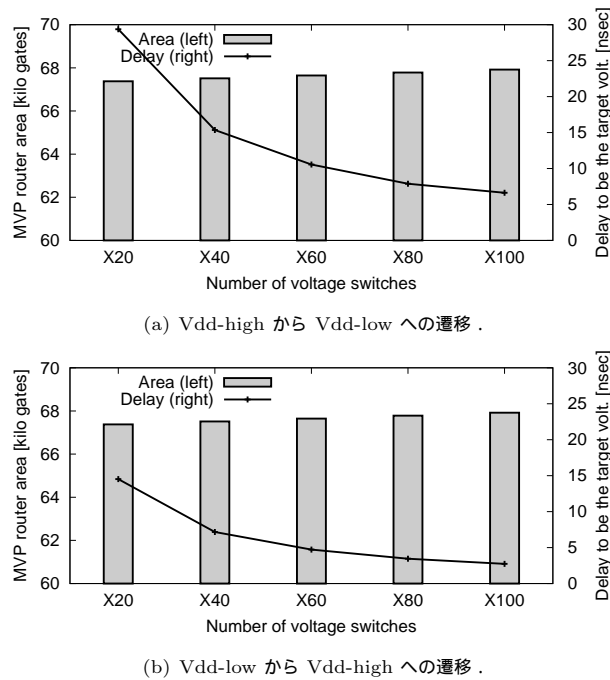 70
68
66
64
62
60
MVP router area [kilo gates]
Area (left)
Delay (right)
30
25
20
15
10
5
0
Delay to be the target volt. [nsec]
X20 X40 X60 X80 X100
Number of voltage switches
(a) Vdd-high から Vdd-low への遷移．
70
68
66
64
62
60
MVP router area [kilo gates]
Area (left)
Delay (right)
30
25
20
15
10
5
0
Delay to be the target volt. [nsec]
X20 X40 X60 X80 X100
Number of voltage switches
(b) Vdd-low から Vdd-high への遷移．